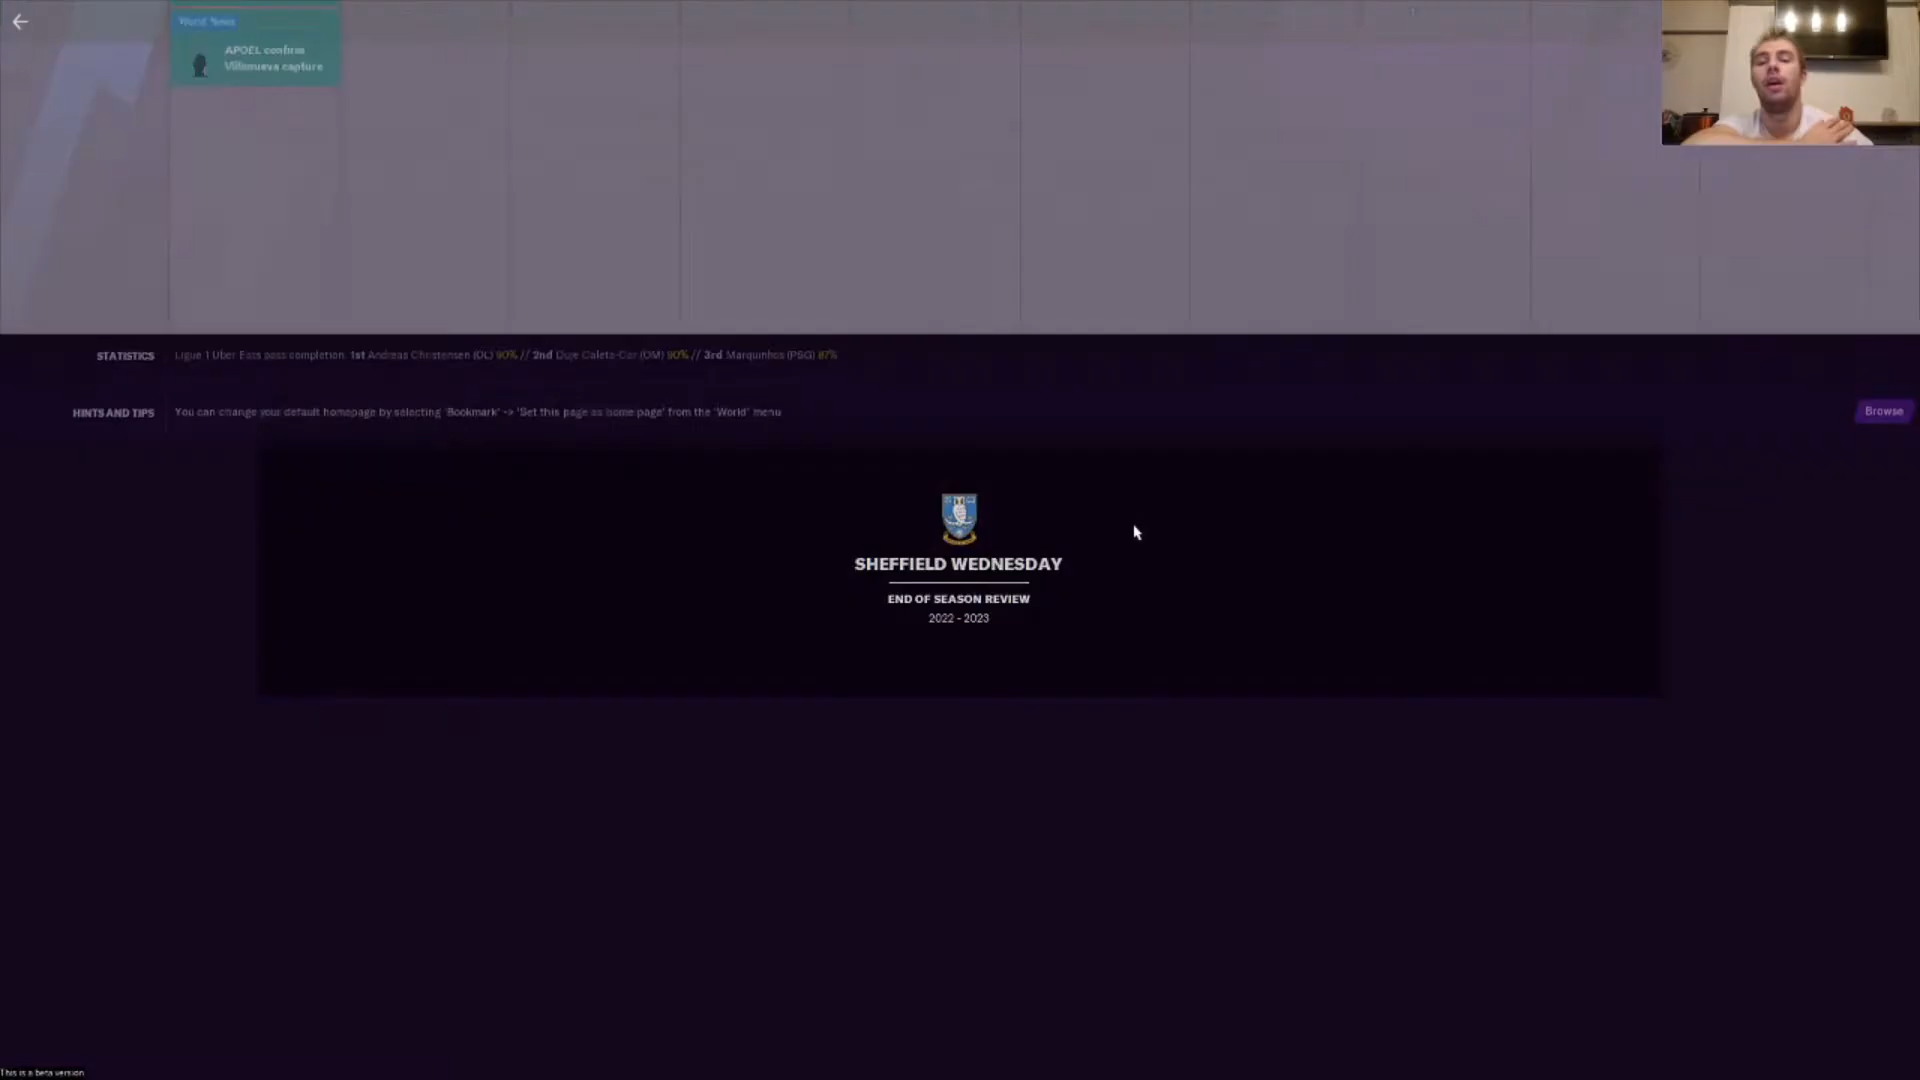 World News
APOEL confirm
Villanueva capture
STATISTICS
Ligue 1 Uber Eats pass completion: 1st Andreas Christensen (OL) 90% // 2nd Duje Caleta-Car (OM) 90% // 3rd Marquinhos (PSG) 87%
HINTS AND TIPS
You can change your default homepage by selecting 'Bookmark' -> 'Set this page as home page' from the 'World' menu
Browse
SHEFFIELD WEDNESDAY
END OF SEASON REVIEW
2022 - 2023
This is a beta version